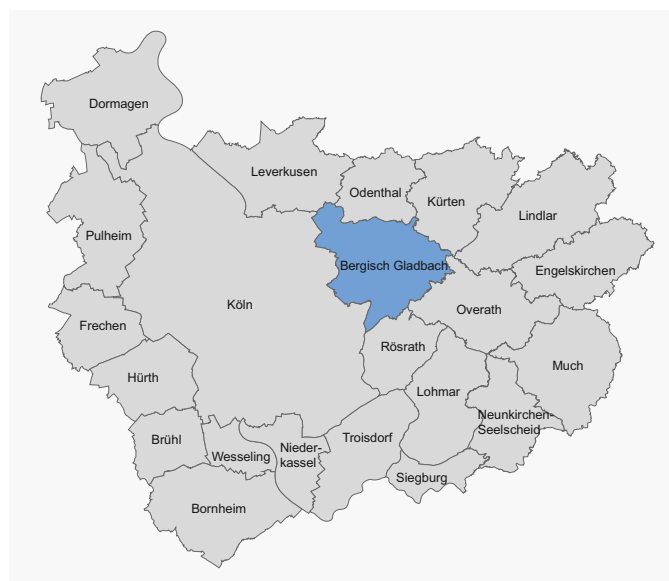 Dormagen
Leverkusen
Odenthal
Kürten
Lindlar
Pulheim
Bergisch Gladbach
Engelskirchen
Köln
Overath
Frechen
Rösrath
Much
Hürth
Lohmar
Neunkirchen-
Seelscheid
Brühl
Wesseling
Nieder-
kassel
Troisdorf
Siegburg
Bornheim